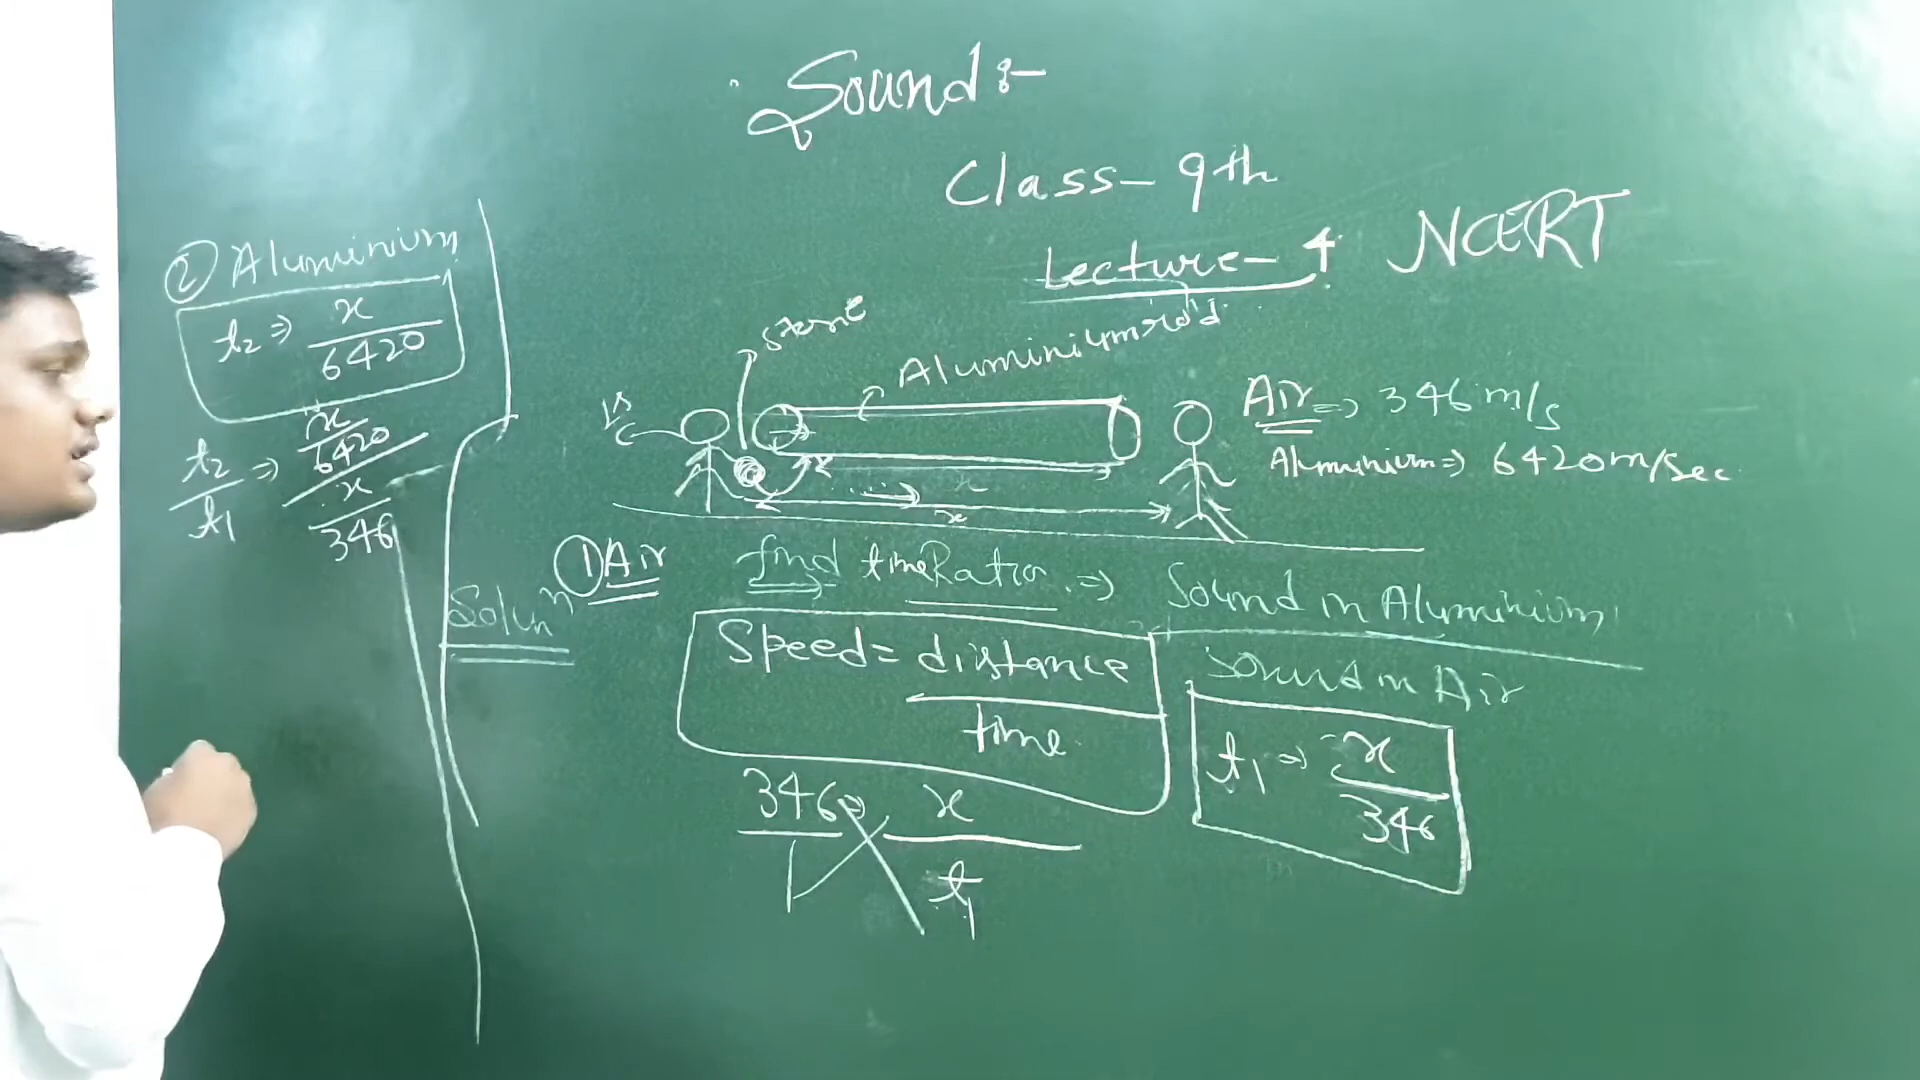 Sound :-
Class - 9th
Lecture - 4 NCERT
② Aluminium
t2 ⇒ x / 6420
t2 / t1 ⇒ x / 6420 / x / 346
Stone
Aluminium rod
Air ⇒ 346 m/s
Aluminium ⇒ 6420 m/sec
x
x
① Air
find time Ratio. ⇒ Sound in Aluminium
Sound in Air
Solun
Speed = distance / time
346 ⇒ x
1 t1
t1 ⇒ x / 346